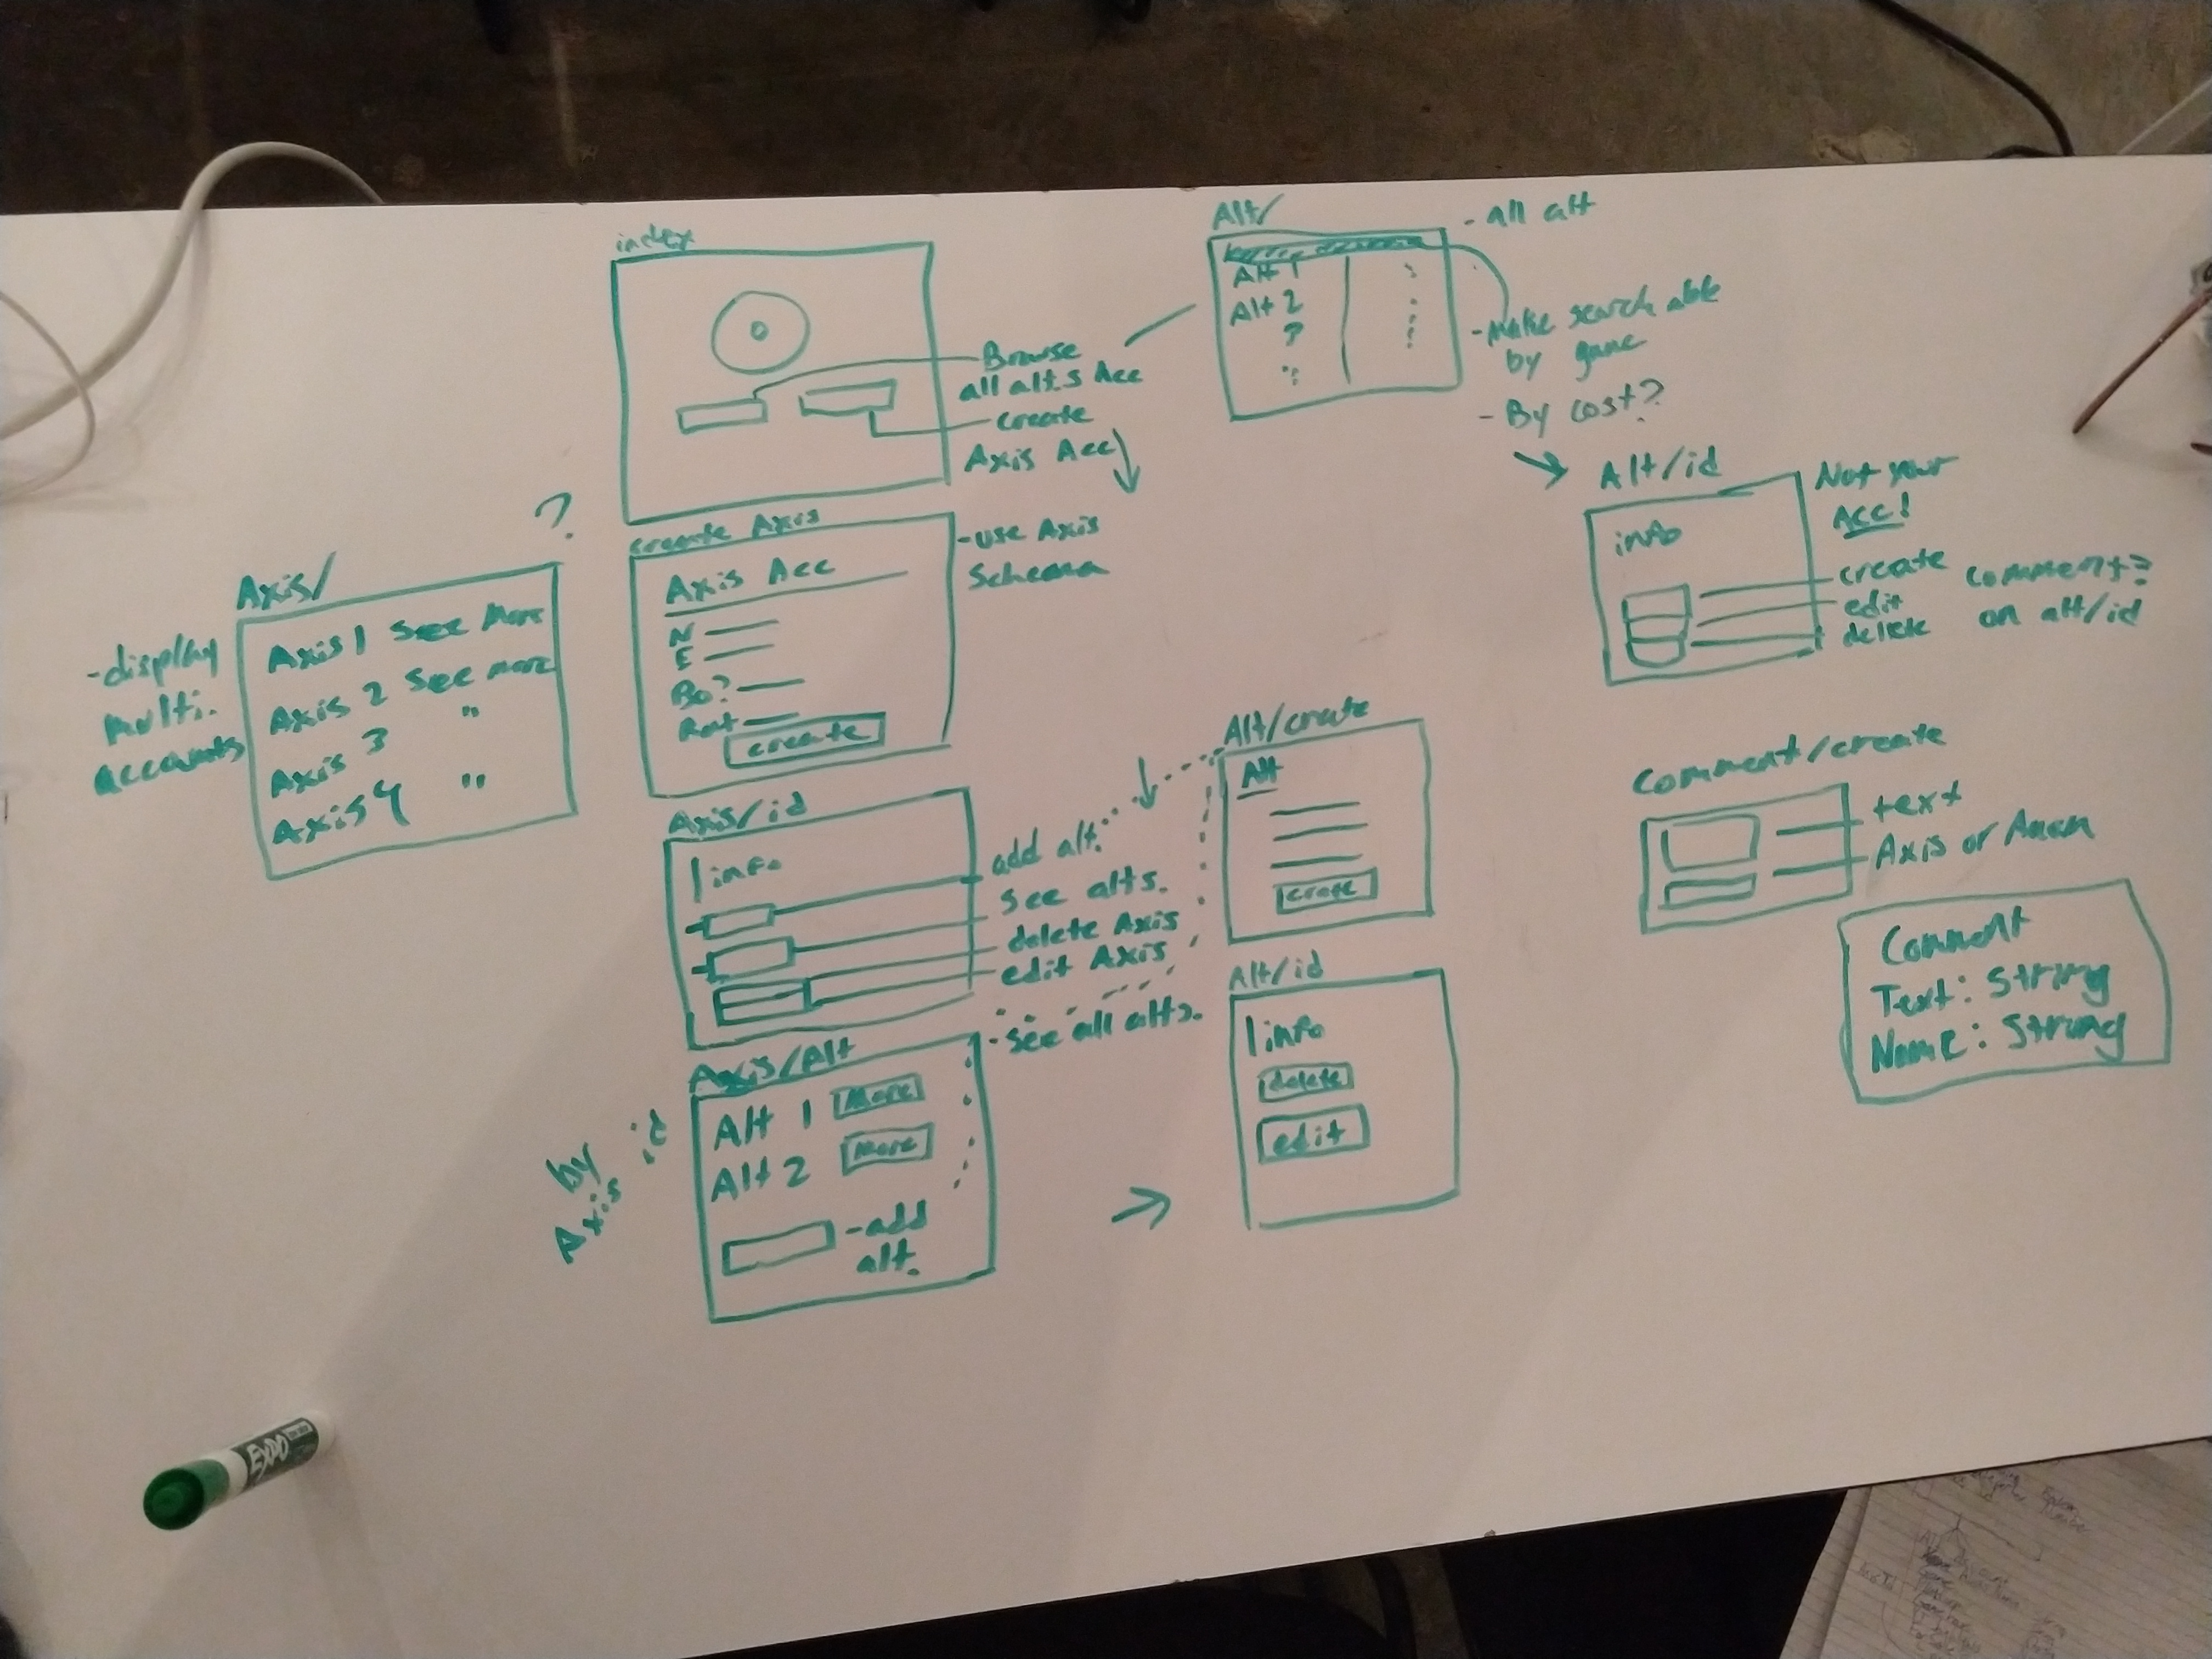 index
Browse
all alts Acc
create
Axis Acc
Alt/
- all alt
Alt 1
Alt 2
?
- Make search able
by game
- By cost?
Alt/id
Not your
Acc!
info
create
edit
delete
comment?
on alt/id
?
Axis/
-display
multi.
accounts
Axis 1 See More
Axis 2 See more
Axis 3 "
Axis 4 "
create Axis
-use Axis
Schema
Axis Acc
N
E
Bo?
Rat
create
Axis/id
info
add alt.
see alts.
delete Axis
edit Axis
Axis/Alt
-see all alts.
by
Axis id
Alt 1 More
Alt 2 More
-add
alt.
Alt/create
Alt
create
Alt/id
info
delete
edit
Comment/create
text
Axis or Anon
Comment
Text: String
Name: String
EXPO